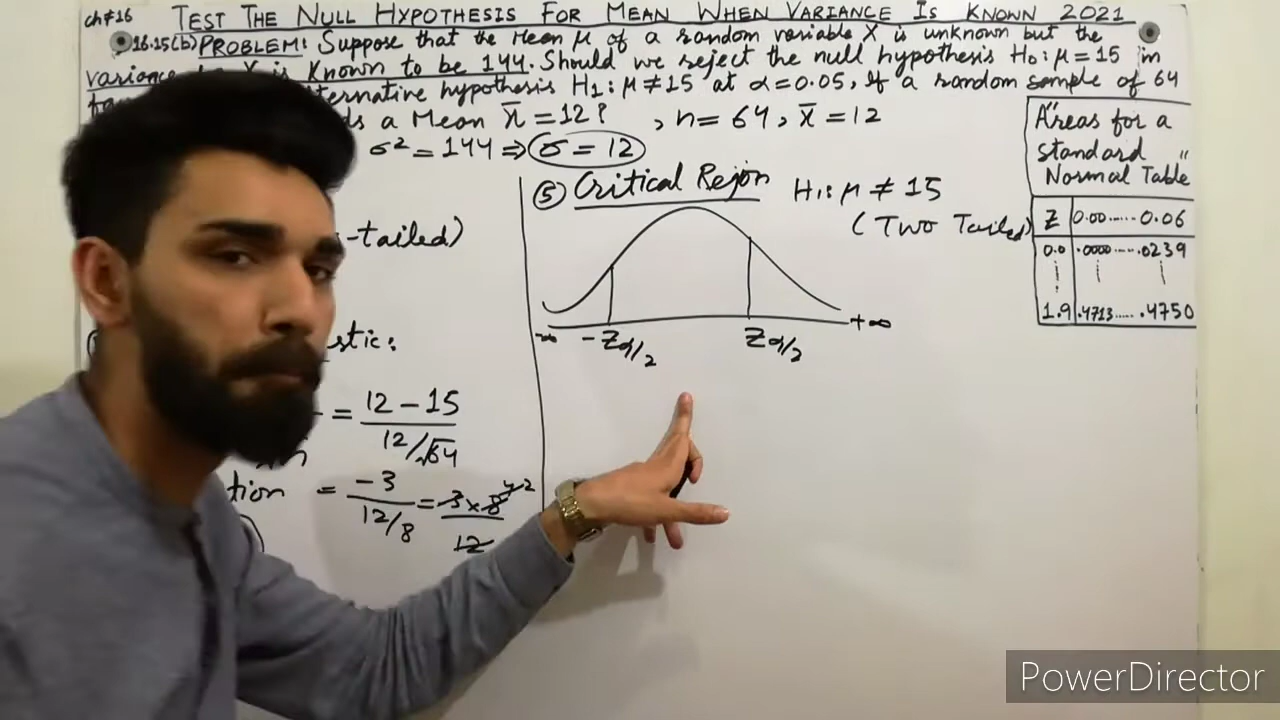 ch#16 TEST THE NULL HYPOTHESIS FOR MEAN WHEN VARIANCE IS KNOWN 2021
16.15(b) PROBLEM: Suppose that the Mean μ of a random variable X is unknown but the
variance X is Known to be 144. Should we reject the null hypothesis H₀: μ = 15 in
hypothesis H₁: μ ≠ 15 at α = 0.05, If a random sample of 64
a Mean x̄ = 12? , n = 64, x̄ = 12
σ² = 144 ⇒ σ = 12
-tailed)
= 12 - 15
12/√64
= -3 = -3 × 8
12/8 12
⑤ Critical Rejon H₁: μ ≠ 15
(Two Tailed)
-∞ -Zα/2 Zα/2 +∞
"Areas for a
Standard
Normal Table"
Z 0.00......0.06
0.0 .0000.....0239
1.9 .4713......4750
PowerDirector